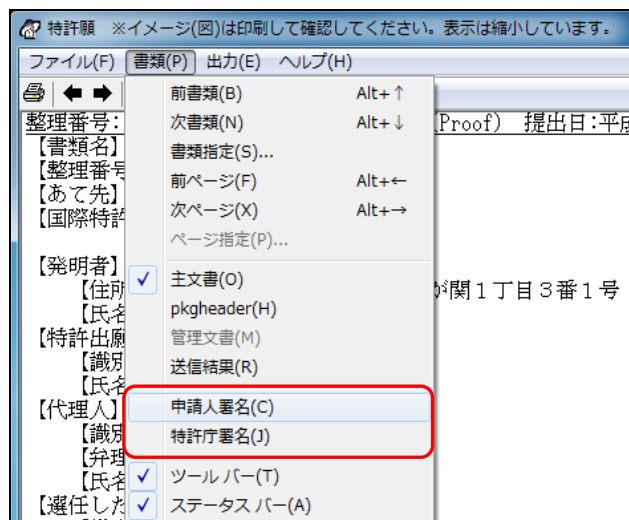 特許願 ※イメージ(図)は印刷して確認してください。表示は縮小しています。
ファイル(F) 書類(P) 出力(E) ヘルプ(H)
前書類(B) Alt+↑
次書類(N) Alt+↓
書類指定(S)...
前ページ(F) Alt+←
次ページ(X) Alt+→
ページ指定(P)...
主文書(O)
pkgheader(H)
管理文書(M)
送信結果(R)
申請人署名(C)
特許庁署名(J)
ツール バー(T)
ステータス バー(A)
整理番号: (Proof) 提出日:平成
【書類名】
【整理番号
【あて先】
【国際特許
【発明者】
【住所 が関1丁目3番1号
【氏名
【特許出願
【識別
【氏名
【代理人】
【識別
【弁理
【氏名
【選任した